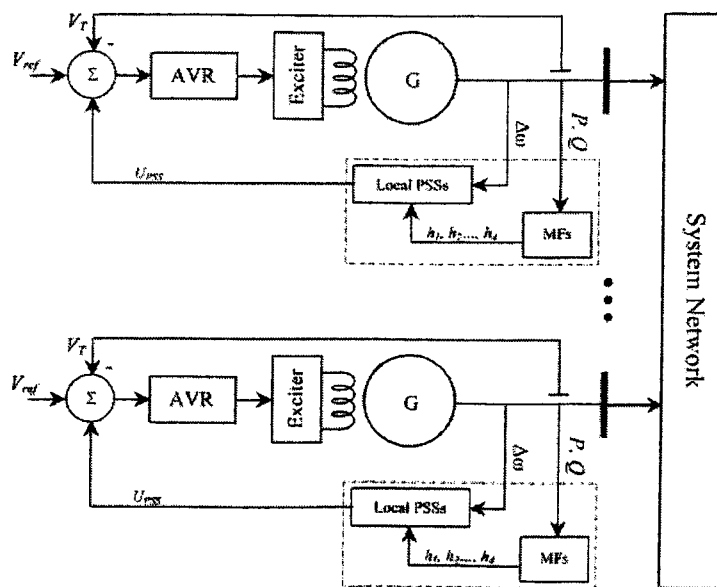 V_T
-
V_ref
Σ
AVR
Exciter
G
Δω
P, Q
U_PSS
Local PSSs
h_1, h_2..., h_4
MFs
System Network
V_T
-
V_ref
Σ
AVR
Exciter
G
Δω
P, Q
U_PSS
Local PSSs
h_1, h_2..., h_4
MFs